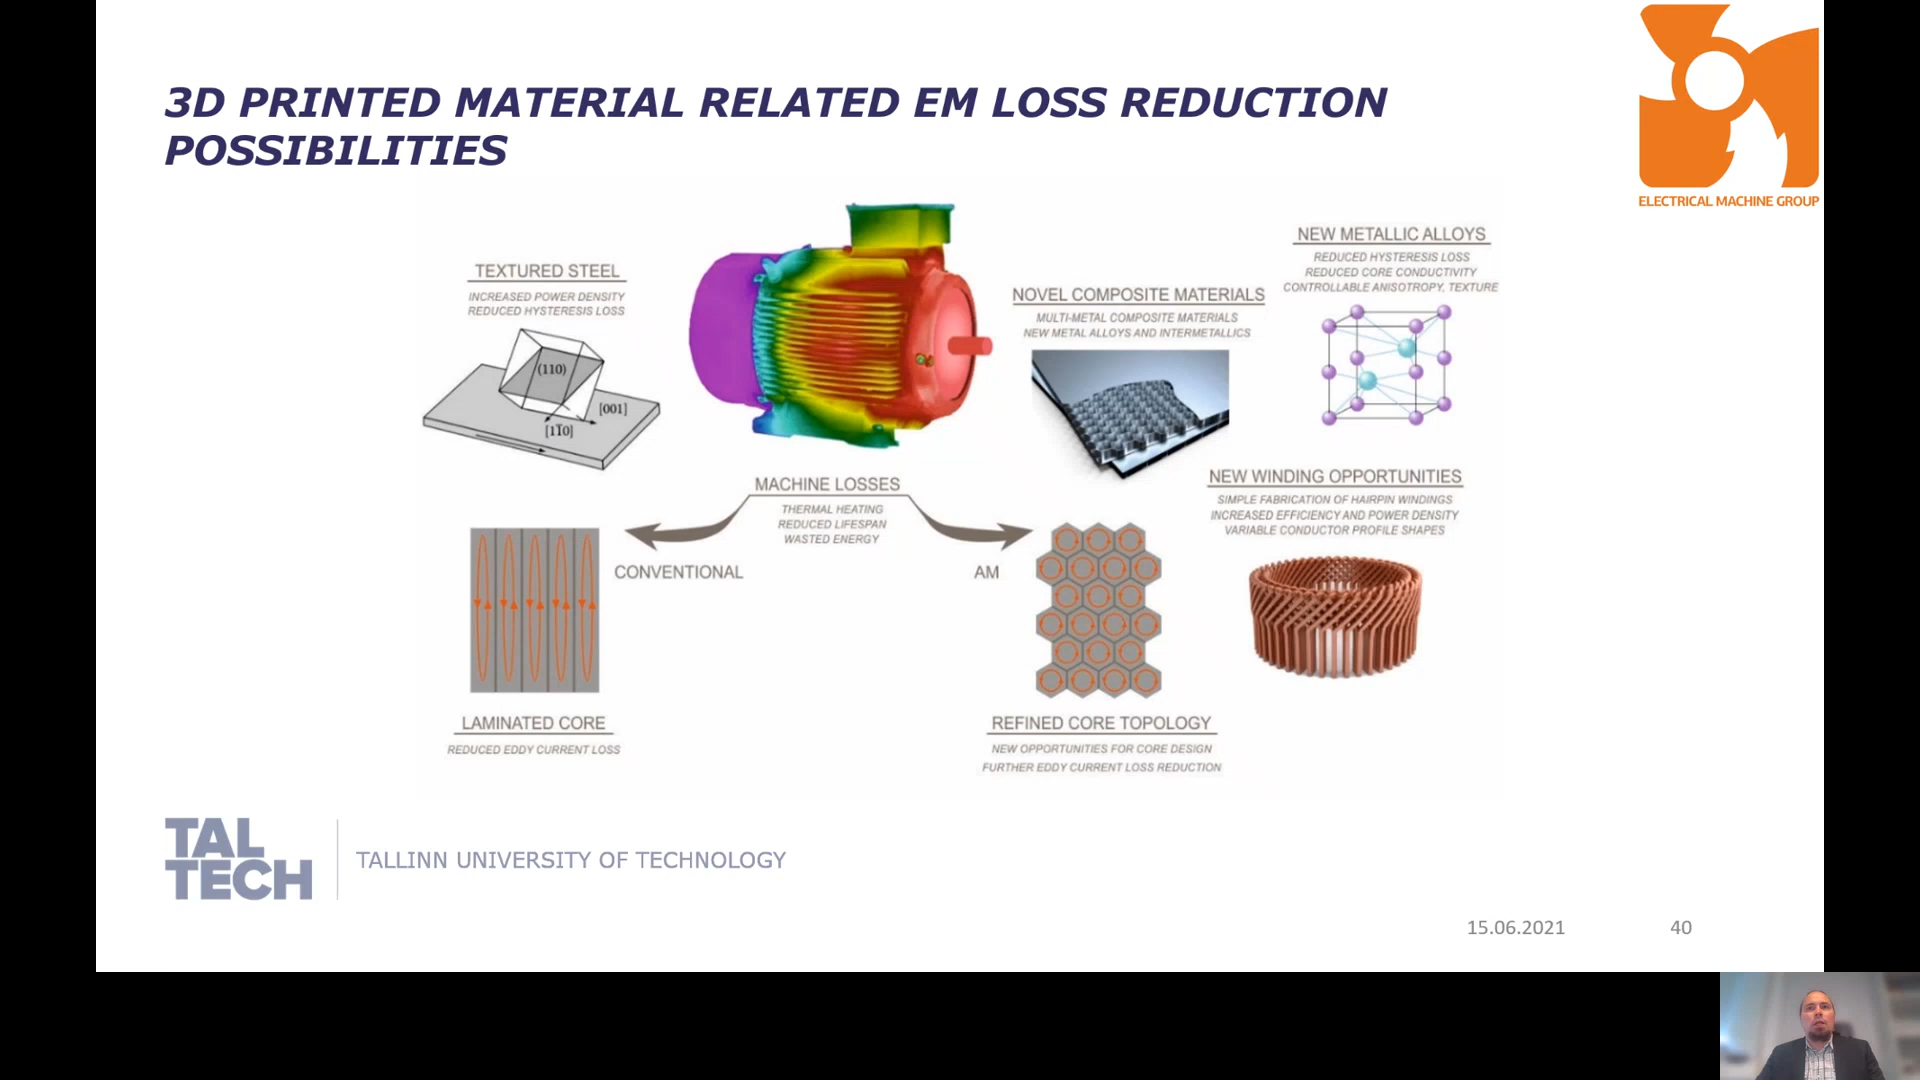 3D PRINTED MATERIAL RELATED EM LOSS REDUCTION
POSSIBILITIES
ELECTRICAL MACHINE GROUP
TEXTURED STEEL
INCREASED POWER DENSITY
REDUCED HYSTERESIS LOSS
(110)
[001]
[11̅0]
NOVEL COMPOSITE MATERIALS
MULTI-METAL COMPOSITE MATERIALS
NEW METAL ALLOYS AND INTERMETALLICS
NEW METALLIC ALLOYS
REDUCED HYSTERESIS LOSS
REDUCED CORE CONDUCTIVITY
CONTROLLABLE ANISOTROPY, TEXTURE
MACHINE LOSSES
THERMAL HEATING
REDUCED LIFESPAN
WASTED ENERGY
CONVENTIONAL
AM
NEW WINDING OPPORTUNITIES
SIMPLE FABRICATION OF HAIRPIN WINDINGS
INCREASED EFFICIENCY AND POWER DENSITY
VARIABLE CONDUCTOR PROFILE SHAPES
LAMINATED CORE
REDUCED EDDY CURRENT LOSS
REFINED CORE TOPOLOGY
NEW OPPORTUNITIES FOR CORE DESIGN
FURTHER EDDY CURRENT LOSS REDUCTION
TAL
TECH
TALLINN UNIVERSITY OF TECHNOLOGY
15.06.2021
40